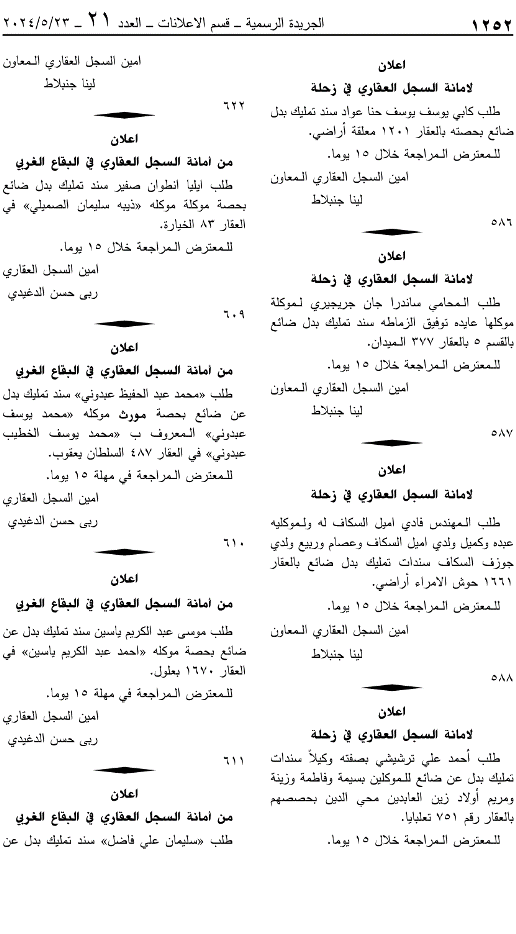 ١٢٥٢
الجريدة الرسمية ــ قسم الاعلانات ــ العدد ٢١ ــ ٢٠٢٤/٥/٢٣
اعلان
لامانة السجل العقاري في زحلة
طلب كابي يوسف يوسف حنا عواد سند تمليك بدل
ضائع بحصته بالعقار ١٢٠١ معلقة أراضي.
للمعترض المراجعة خلال ١٥ يوما.
امين السجل العقاري المعاون
لينا جنبلاط
٥٨٦
اعلان
لامانة السجل العقاري في زحلة
طلب المحامي ساندرا جان جريجيري لموكلة
موكلها عايده توفيق الزماطه سند تمليك بدل ضائع
بالقسم ٥ بالعقار ٣٧٧ الميدان.
للمعترض المراجعة خلال ١٥ يوما.
امين السجل العقاري المعاون
لينا جنبلاط
٥٨٧
اعلان
لامانة السجل العقاري في زحلة
طلب المهندس فادي اميل السكاف له ولموكليه
عبده وكميل ولدي اميل السكاف وعصام وربيع ولدي
جوزف السكاف سندات تمليك بدل ضائع بالعقار
١٦٦١ حوش الامراء أراضي.
للمعترض المراجعة خلال ١٥ يوما.
امين السجل العقاري المعاون
لينا جنبلاط
٥٨٨
اعلان
لامانة السجل العقاري في زحلة
طلب أحمد علي ترشيشي بصفته وكيلاً سندات
تمليك بدل عن ضائع للموكلين بسيمة وفاطمة وزينة
ومريم أولاد زين العابدين محي الدين بحصصهم
بالعقار رقم ٧٥١ تعلبايا.
للمعترض المراجعة خلال ١٥ يوما.
امين السجل العقاري المعاون
لينا جنبلاط
٦٢٢
اعلان
من أمانة السجل العقاري في البقاع الغربي
طلب ايليا انطوان صفير سند تمليك بدل ضائع
بحصة موكلة موكله «ذيبه سليمان الصميلي» في
العقار ٨٣ الخيارة.
للمعترض المراجعة خلال ١٥ يوما.
امين السجل العقاري
ربى حسن الدغيدي
٦٠٩
اعلان
من أمانة السجل العقاري في البقاع الغربي
طلب «محمد عبد الحفيظ عبدوني» سند تمليك بدل
عن ضائع بحصة مورث موكله «محمد يوسف
عبدوني» المعروف ب «محمد يوسف الخطيب
عبدوني» في العقار ٤٨٧ السلطان يعقوب.
للمعترض المراجعة في مهلة ١٥ يوما.
امين السجل العقاري
ربى حسن الدغيدي
٦١٠
اعلان
من أمانة السجل العقاري في البقاع الغربي
طلب موسى عبد الكريم ياسين سند تمليك بدل عن
ضائع بحصة موكله «احمد عبد الكريم ياسين» في
العقار ١٦٧٠ بعلول.
للمعترض المراجعة في مهلة ١٥ يوما.
امين السجل العقاري
ربى حسن الدغيدي
٦١١
اعلان
من أمانة السجل العقاري في البقاع الغربي
طلب «سليمان علي فاضل» سند تمليك بدل عن